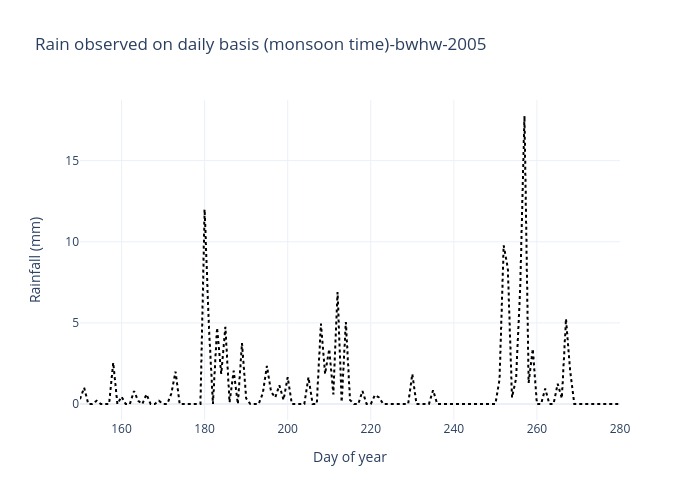 Rain observed on daily basis (monsoon time)-bwhw-2005
15
10
5
0
Rainfall (mm)
160 180 200 220 240 260 280
Day of year